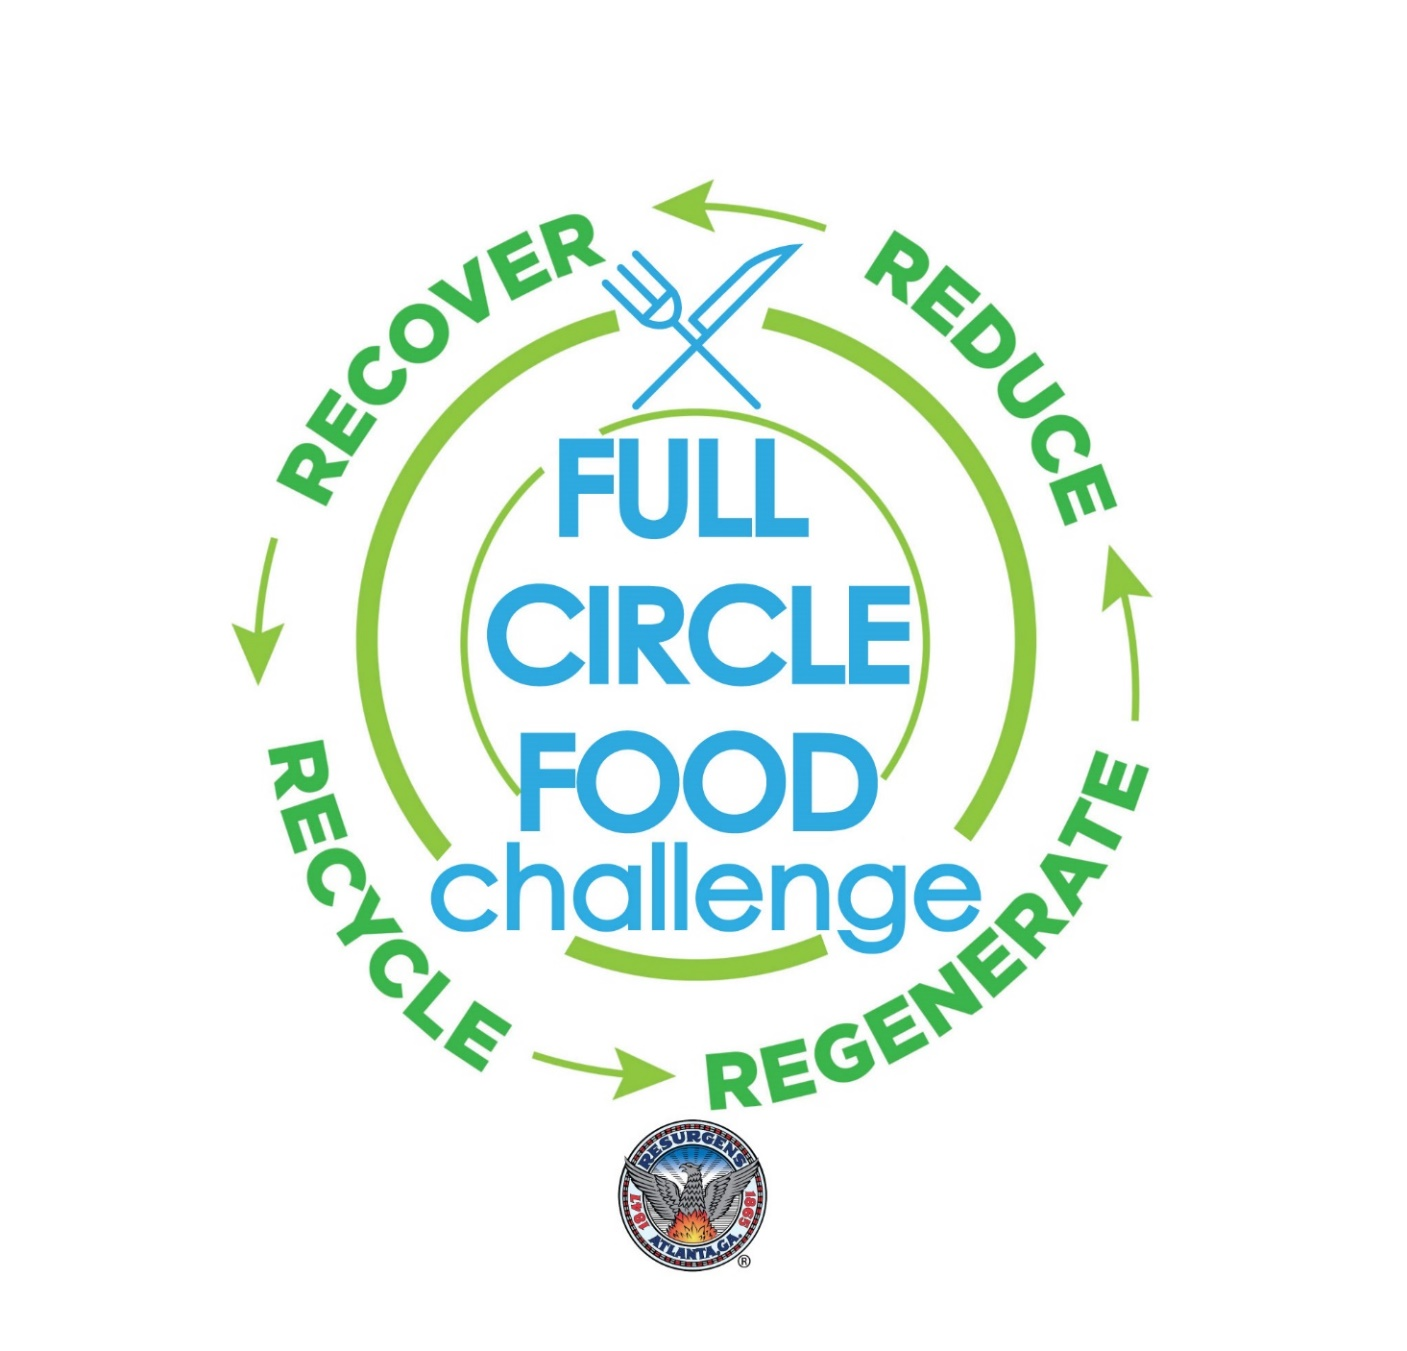 REDUCE
RECOVER
RECYCLE
REGENERATE
FULL
CIRCLE
FOOD
challenge
RESURGENS
1847 1865
ATLANTA, GA.
®